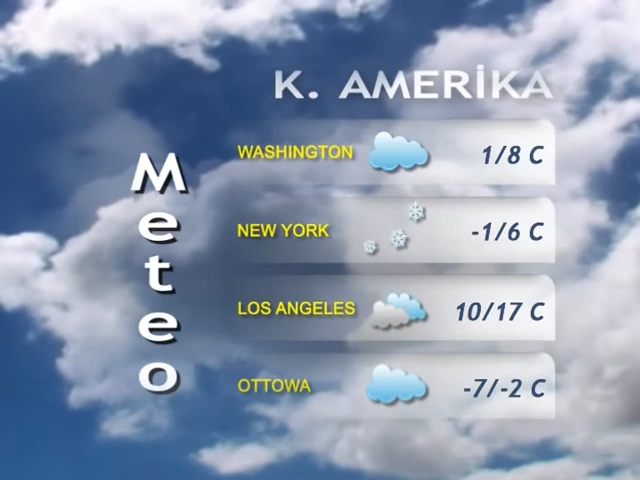 K. AMERİKA
Meteo
WASHINGTON 1/8 C
NEW YORK -1/6 C
LOS ANGELES 10/17 C
OTTOWA -7/-2 C